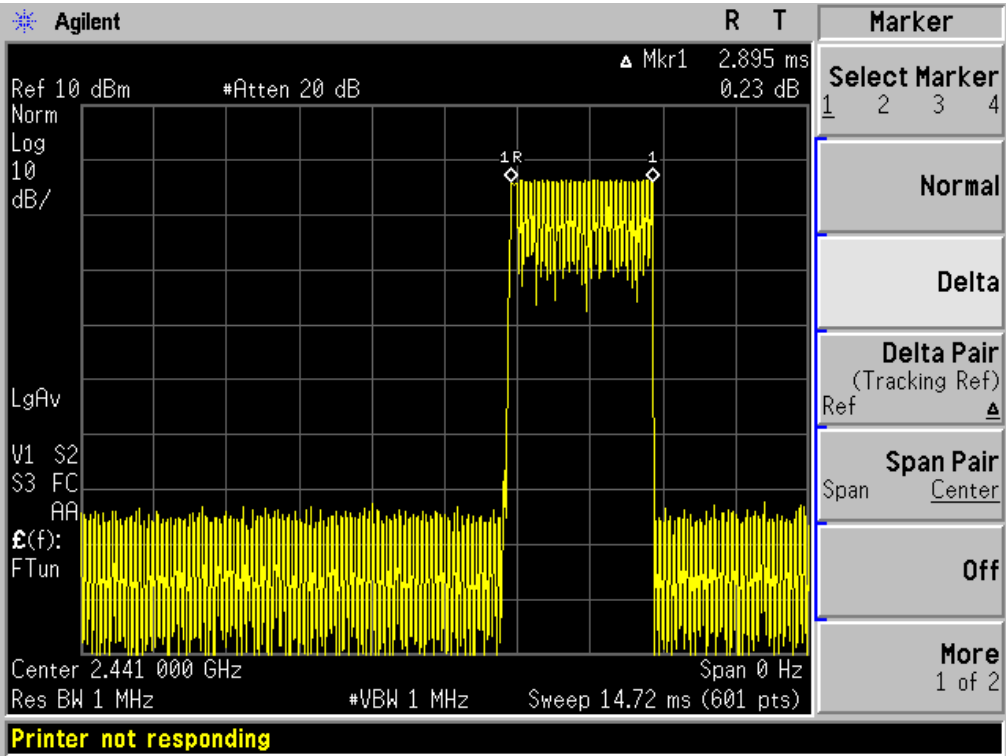 Agilent R T Marker
Δ Mkr1 2.895 ms
Ref 10 dBm #Atten 20 dB 0.23 dB
Norm
Log
10
dB/
1R 1
LgAv
V1 S2
S3 FC
AA
£(f):
FTun
Center 2.441 000 GHz Span 0 Hz
Res BW 1 MHz #VBW 1 MHz Sweep 14.72 ms (601 pts)
Printer not responding
Select Marker
1 2 3 4
Normal
Delta
Delta Pair
(Tracking Ref)
Ref Δ
Span Pair
Span Center
Off
More
1 of 2